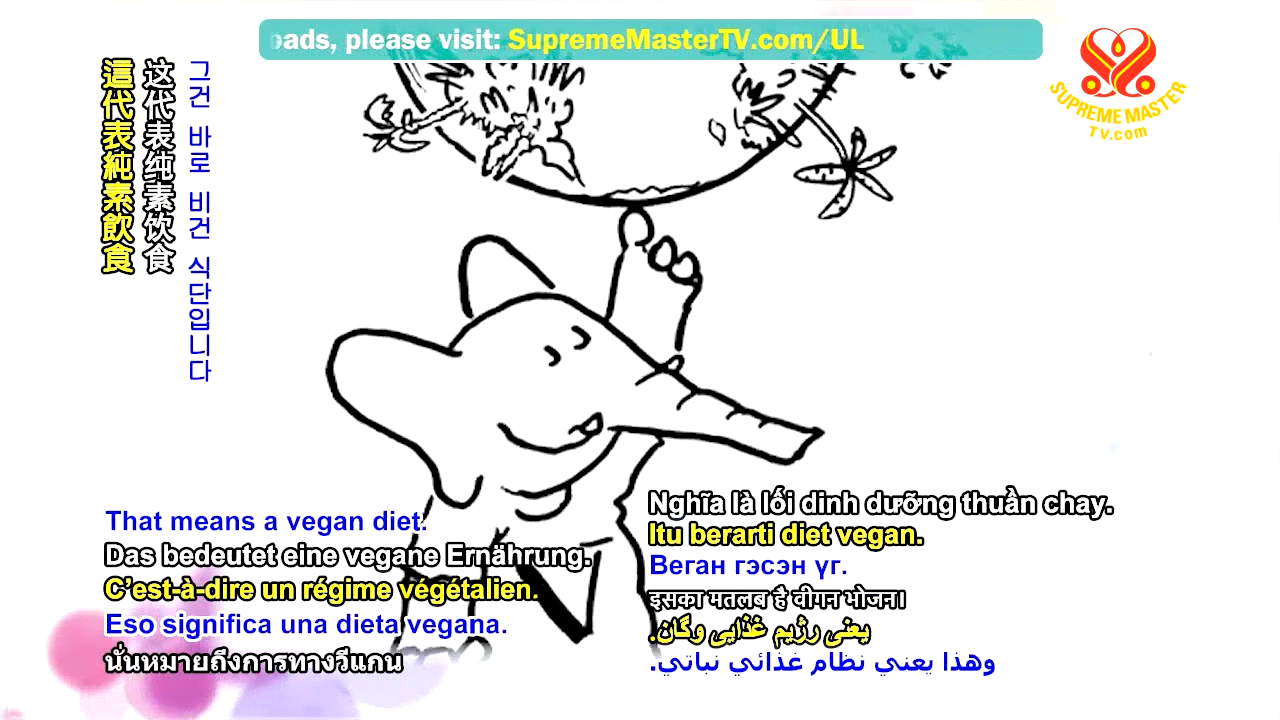 oads, please visit: SupremeMasterTV.com/UL
SUPREME MASTER
TV.com
這代表純素飲食
这代表纯素饮食
그건 바로 비건 식단입니다
That means a vegan diet.
Das bedeutet eine vegane Ernährung.
C'est-à-dire un régime végétalien.
Eso significa una dieta vegana.
นั่นหมายถึงการทางวีแกน
Nghĩa là lối dinh dưỡng thuần chay.
Itu berarti diet vegan.
Веган гэсэн үг.
इसका मतलब है वीगन भोजन।
یعنی رژیم غذایی وگان.
وهذا يعني نظام غذائي نباتي.